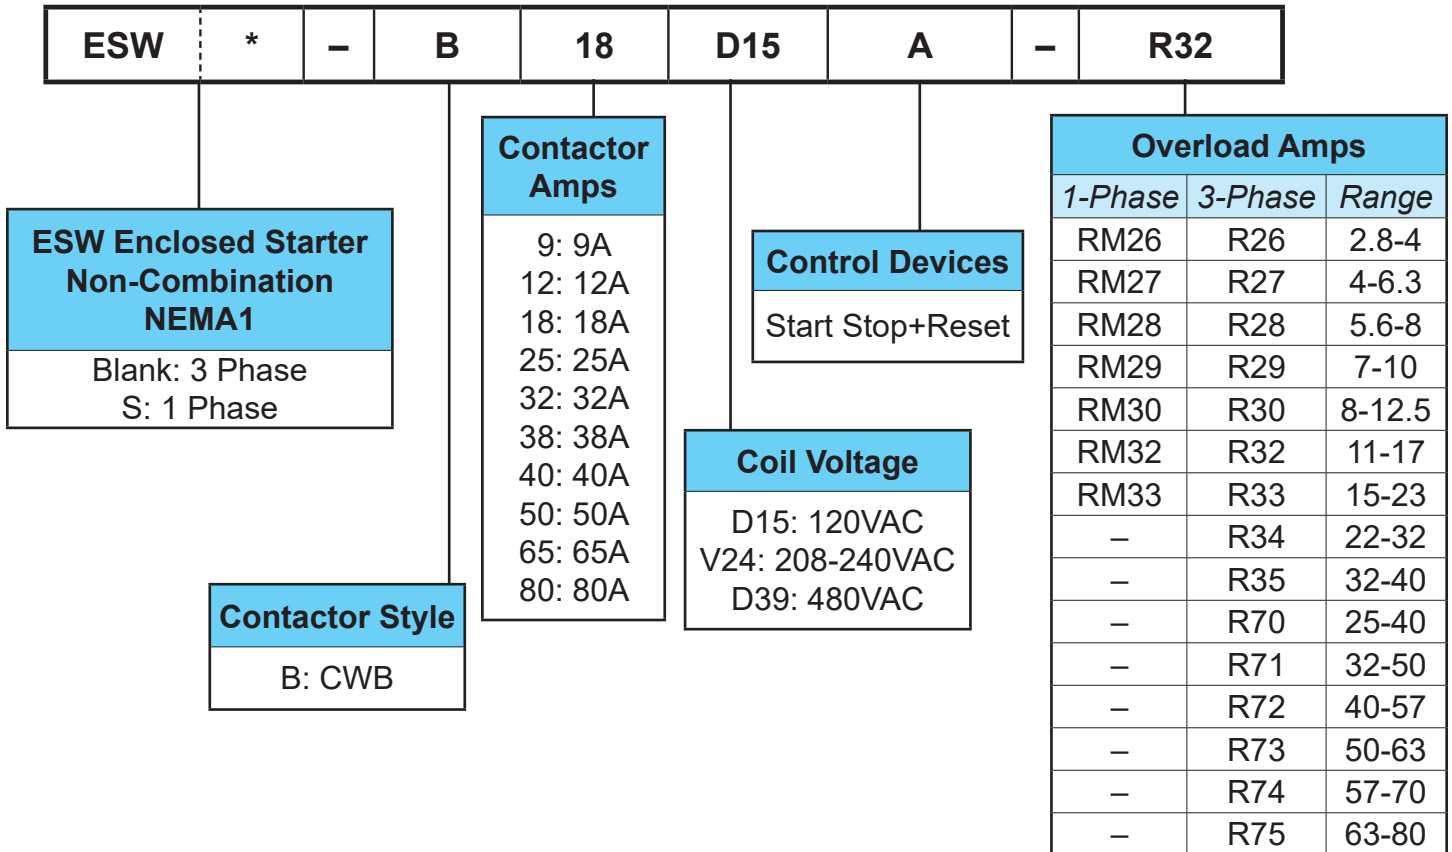 ESW * – B 18 D15 A – R32
ESW Enclosed Starter
Non-Combination
NEMA1
Blank: 3 Phase
S: 1 Phase
Contactor Style
B: CWB
Contactor
Amps
9: 9A
12: 12A
18: 18A
25: 25A
32: 32A
38: 38A
40: 40A
50: 50A
65: 65A
80: 80A
Coil Voltage
D15: 120VAC
V24: 208-240VAC
D39: 480VAC
Control Devices
Start Stop+Reset
Overload Amps
1-Phase 3-Phase Range
RM26 R26 2.8-4
RM27 R27 4-6.3
RM28 R28 5.6-8
RM29 R29 7-10
RM30 R30 8-12.5
RM32 R32 11-17
RM33 R33 15-23
– R34 22-32
– R35 32-40
– R70 25-40
– R71 32-50
– R72 40-57
– R73 50-63
– R74 57-70
– R75 63-80